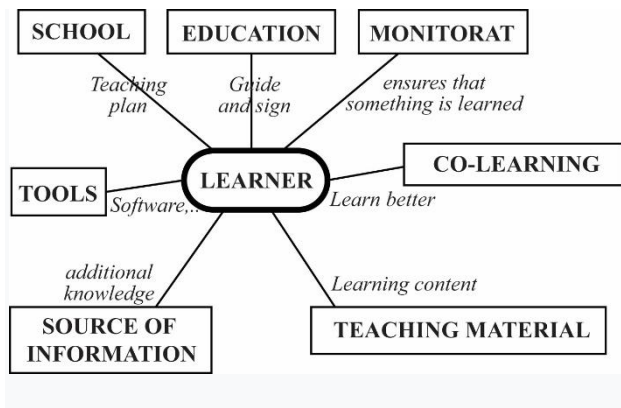 SCHOOL
EDUCATION
MONITORAT
Teaching
plan
Guide
and sign
ensures that
something is learned
TOOLS
Software,..
LEARNER
CO-LEARNING
Learn better
additional
knowledge
Learning content
SOURCE OF
INFORMATION
TEACHING MATERIAL